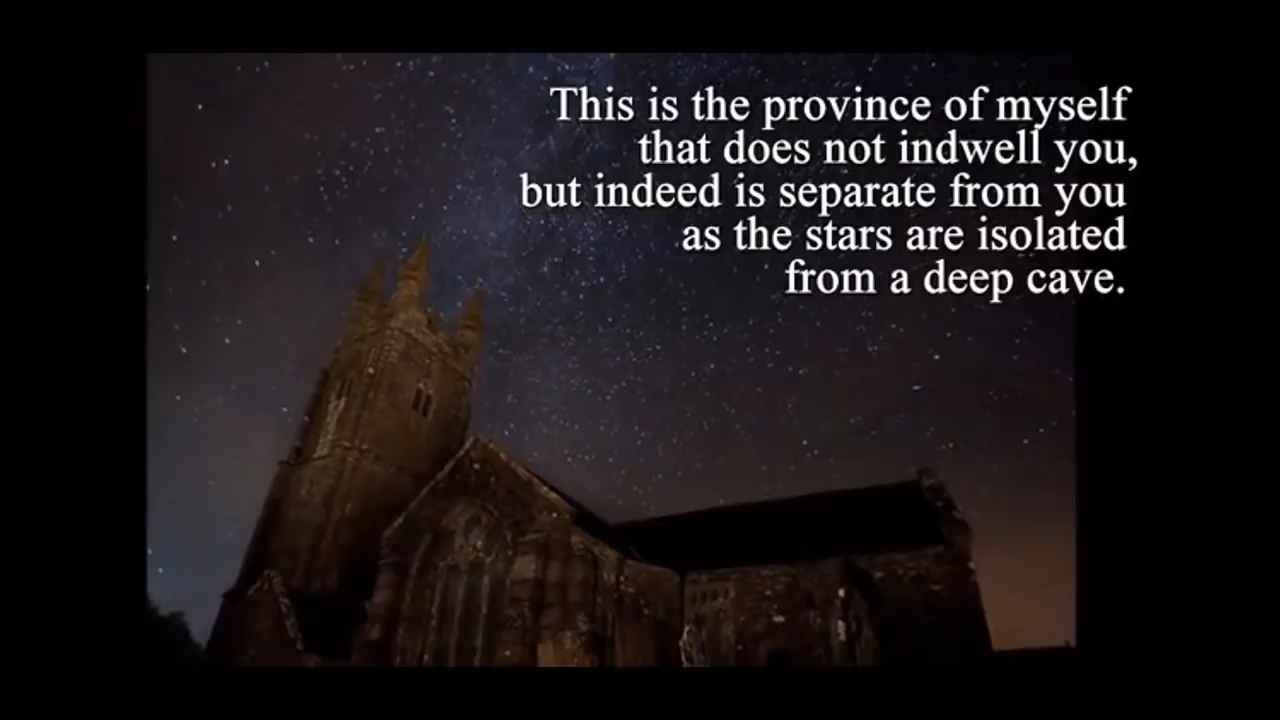 This is the province of myself
that does not indwell you,
but indeed is separate from you
as the stars are isolated
from a deep cave.